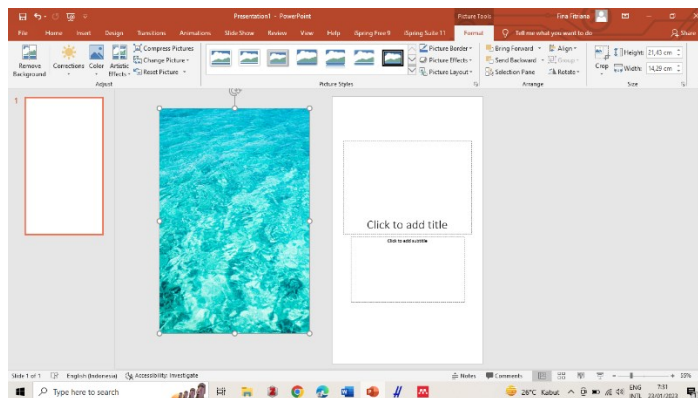 Presentation1 - PowerPoint
Picture Tools
Fina Fitriana
File Home Insert Design Transitions Animations Slide Show Review View Help iSpring Free 9 iSpring Suite 11 Format Tell me what you want to do Share
Remove Background
Corrections
Color
Artistic Effects
Compress Pictures
Change Picture
Reset Picture
Adjust
Picture Styles
Picture Border
Picture Effects
Picture Layout
Bring Forward
Send Backward
Selection Pane
Align
Group
Rotate
Arrange
Crop
Height: 21,43 cm
Width: 14,29 cm
Size
1
Click to add title
Click to add subtitle
Slide 1 of 1 English (Indonesia) Accessibility: Investigate
Notes Comments
59%
Type here to search
26°C Kabut
ENG
INTL
7:31
23/01/2023